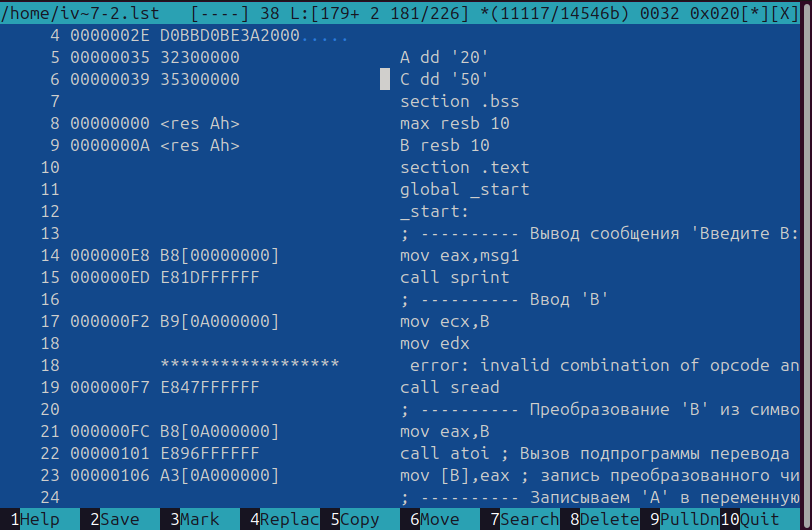 /home/iv~7-2.lst [----] 38 L:[179+ 2 181/226] *(11117/14546b) 0032 0x020[*][X]
4 0000002E D0BBD0BE3A2000.....
5 00000035 32300000 A dd '20'
6 00000039 35300000 C dd '50'
7 section .bss
8 00000000 <res Ah> max resb 10
9 0000000A <res Ah> B resb 10
10 section .text
11 global _start
12 _start:
13 ; ---------- Вывод сообщения 'Введите B:
14 000000E8 B8[00000000] mov eax,msg1
15 000000ED E81DFFFFFF call sprint
16 ; ---------- Ввод 'B'
17 000000F2 B9[0A000000] mov ecx,B
18 mov edx
18 ****************** error: invalid combination of opcode an
19 000000F7 E847FFFFFF call sread
20 ; ---------- Преобразование 'B' из симво
21 000000FC B8[0A000000] mov eax,B
22 00000101 E896FFFFFF call atoi ; Вызов подпрограммы перевода
23 00000106 A3[0A000000] mov [B],eax ; запись преобразованного чи
24 ; ---------- Записываем 'A' в переменную
1Help 2Save 3Mark 4Replac 5Copy 6Move 7Search 8Delete 9PullDn 10Quit